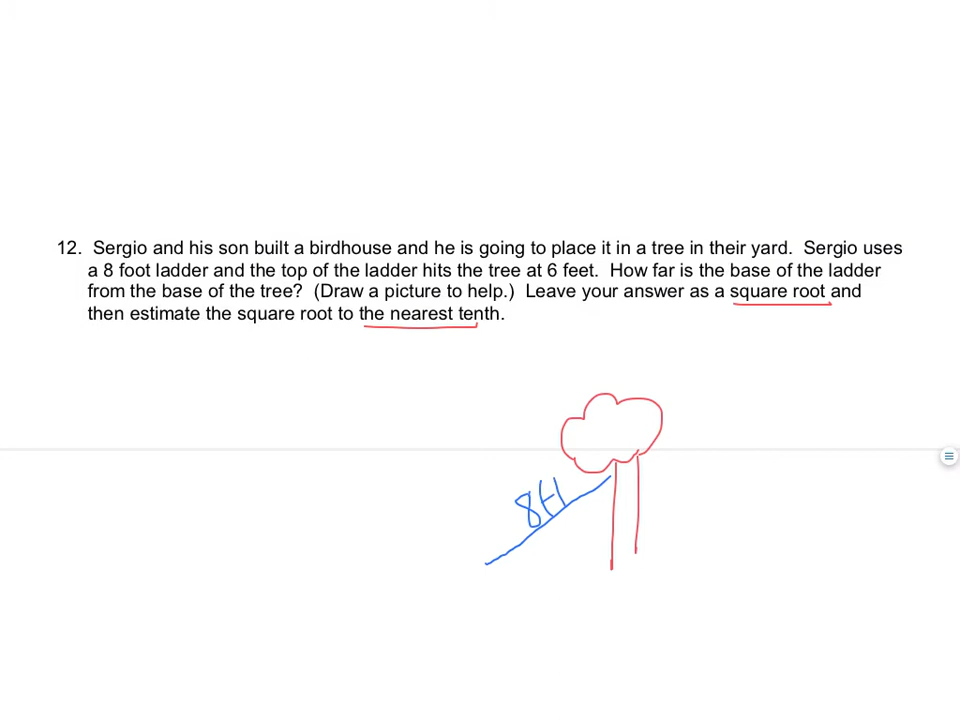 12. Sergio and his son built a birdhouse and he is going to place it in a tree in their yard. Sergio uses
a 8 foot ladder and the top of the ladder hits the tree at 6 feet. How far is the base of the ladder
from the base of the tree? (Draw a picture to help.) Leave your answer as a square root and
then estimate the square root to the nearest tenth.
8ft